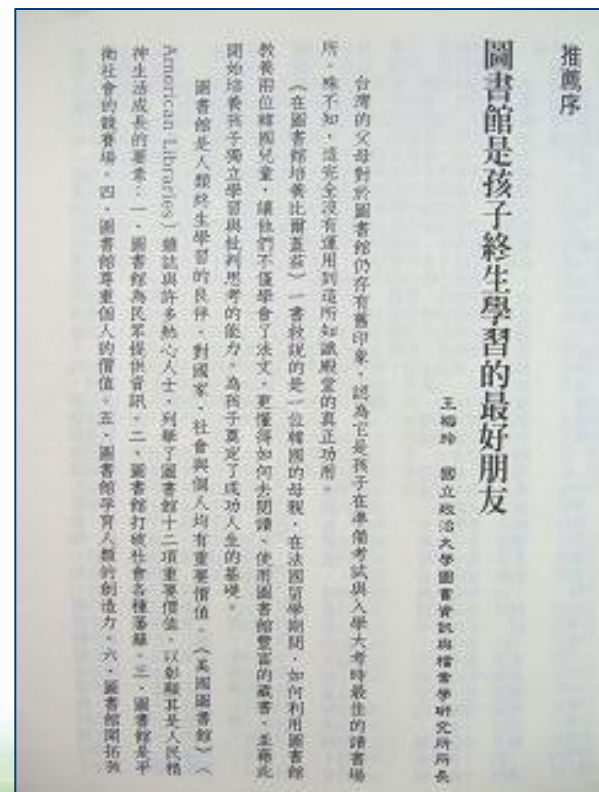 推薦序
圖書館是孩子終生學習的最好朋友
王梅玲　國立政治大學圖書資訊與檔案學研究所所長
台灣的父母對於圖書館仍存有舊印象，認為它是孩子在準備考試與入學大考時最佳的讀書場
所，殊不知，這完全沒有運用到這所知識殿堂的真正功用。
《在圖書館培養比爾蓋茲》一書敘說的是一位韓國的母親，在法國留學期間，如何利用圖書館
教養兩位韓國兒童，讓他們不僅學會了法文，更懂得如何去閱讀、使用圖書館豐富的藏書，並藉此
開始培養孩子獨立學習與批判思考的能力，為孩子奠定了成功人生的基礎。
圖書館是人類終生學習的良伴，對國家、社會與個人均有重要價值。《美國圖書館》（
American Libraries）雜誌與許多熱心人士，列舉了圖書館十二項重要價值，以彰顯其是人民精
神生活成長的要素：一、圖書館為民眾提供資訊。二、圖書館打破社會各種藩籬。三、圖書館是平
衡社會的競賽場。四、圖書館尊重個人的價值。五、圖書館孕育人類的創造力。六、圖書館開拓孩